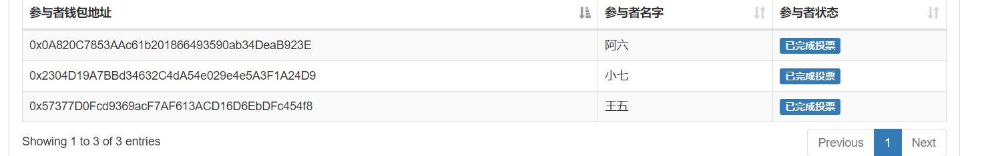 参与者钱包地址 参与者名字 参与者状态
0x0A820C7853AAc61b201866493590ab34DeaB923E 阿六 已完成投票
0x2304D19A7BBd34632C4dA54e029e4e5A3F1A24D9 小七 已完成投票
0x57377D0Fcd9369acF7AF613ACD16D6EbDFc454f8 王五 已完成投票
Showing 1 to 3 of 3 entries Previous 1 Next